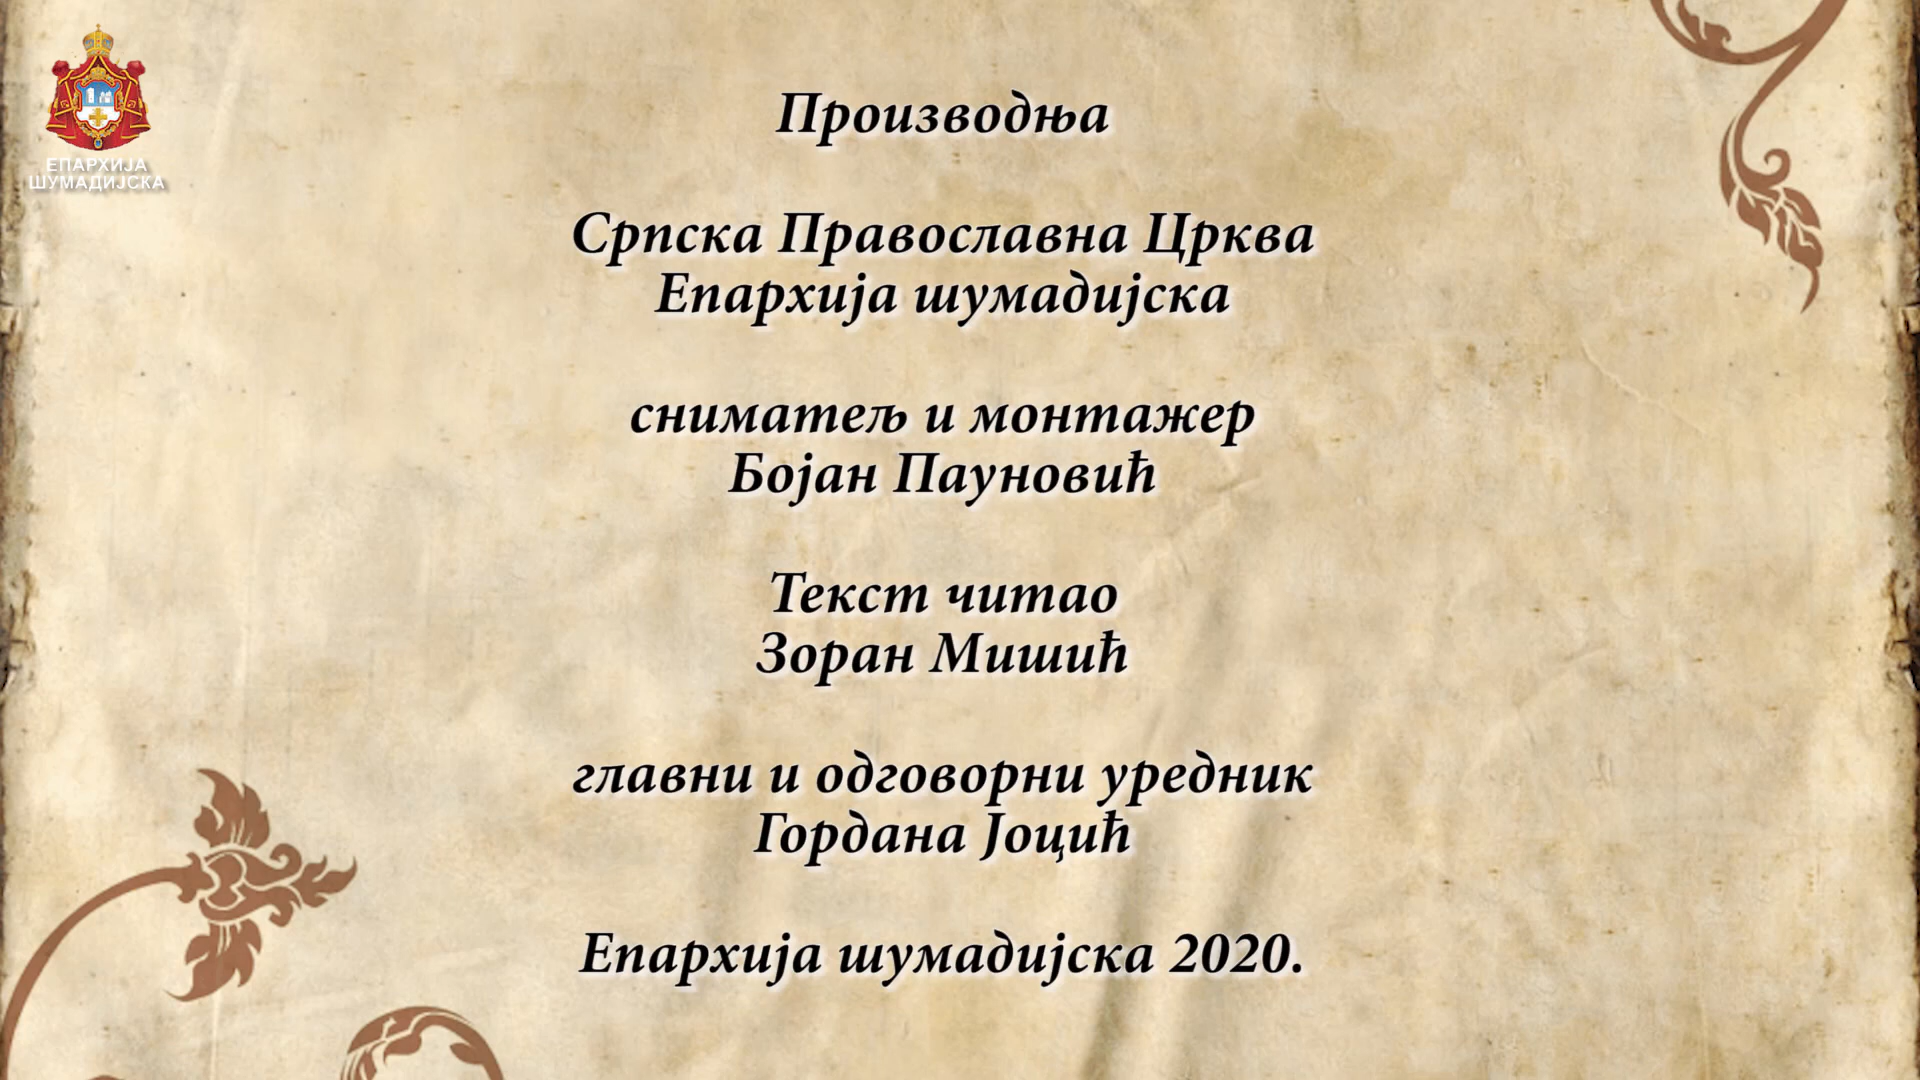 ЕПАРХИЈА
ШУМАДИЈСКА
Производња
Српска Православна Црква
Епархија шумадијска
сниматељ и монтажер
Бојан Пауновић
Текст читао
Зоран Мишић
главни и одговорни уредник
Гордана Јоцић
Епархија шумадијска 2020.